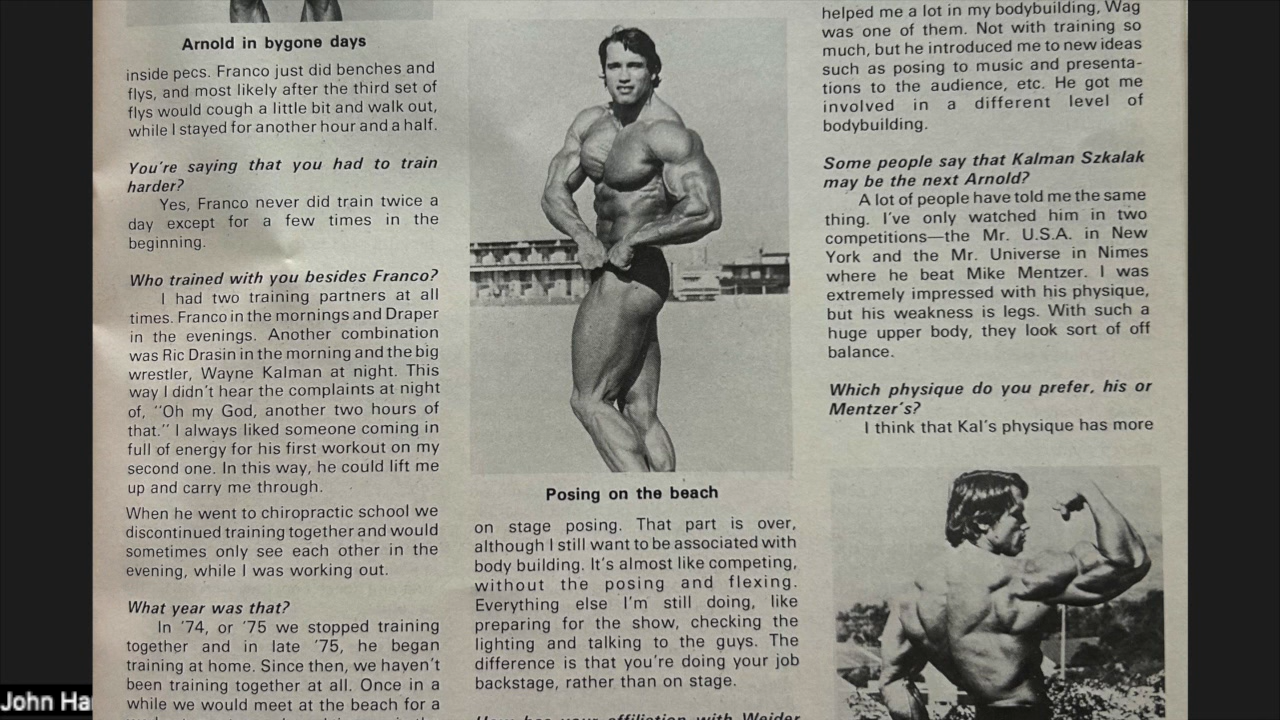 Arnold in bygone days
inside pecs. Franco just did benches and
flys, and most likely after the third set of
flys would cough a little bit and walk out,
while I stayed for another hour and a half.
You're saying that you had to train
harder?
Yes, Franco never did train twice a
day except for a few times in the
beginning.
Who trained with you besides Franco?
I had two training partners at all
times. Franco in the mornings and Draper
in the evenings. Another combination
was Ric Drasin in the morning and the big
wrestler, Wayne Kalman at night. This
way I didn't hear the complaints at night
of, "Oh my God, another two hours of
that." I always liked someone coming in
full of energy for his first workout on my
second one. In this way, he could lift me
up and carry me through.
When he went to chiropractic school we
discontinued training together and would
sometimes only see each other in the
evening, while I was working out.
What year was that?
In '74, or '75 we stopped training
together and in late '75, he began
training at home. Since then, we haven't
been training together at all. Once in a
while we would meet at the beach for a
Posing on the beach
on stage posing. That part is over,
although I still want to be associated with
body building. It's almost like competing,
without the posing and flexing.
Everything else I'm still doing, like
preparing for the show, checking the
lighting and talking to the guys. The
difference is that you're doing your job
backstage, rather than on stage.
How has your affiliation with Weider
helped me a lot in my bodybuilding, Wag
was one of them. Not with training so
much, but he introduced me to new ideas
such as posing to music and presenta-
tions to the audience, etc. He got me
involved in a different level of
bodybuilding.
Some people say that Kalman Szkalak
may be the next Arnold?
A lot of people have told me the same
thing. I've only watched him in two
competitions—the Mr. U.S.A. in New
York and the Mr. Universe in Nimes
where he beat Mike Mentzer. I was
extremely impressed with his physique,
but his weakness is legs. With such a
huge upper body, they look sort of off
balance.
Which physique do you prefer, his or
Mentzer's?
I think that Kal's physique has more
John Ha